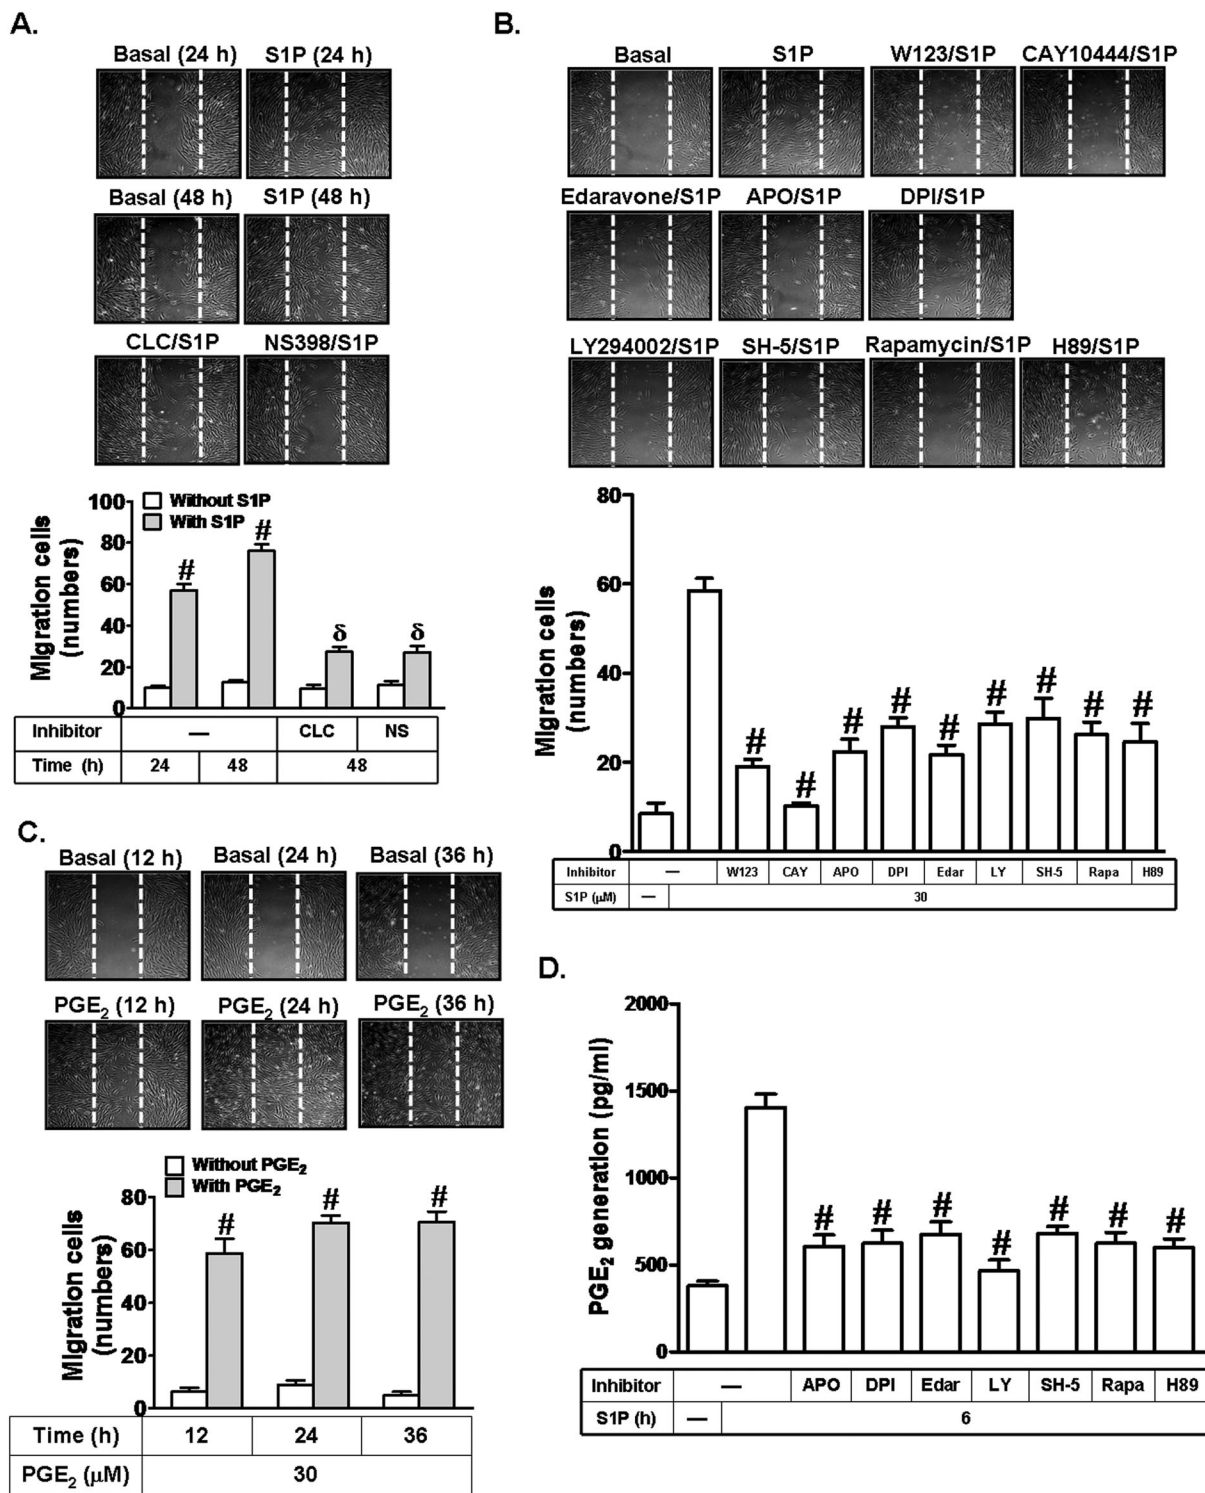 A.
Basal (24 h) S1P (24 h)
Basal (48 h) S1P (48 h)
CLC/S1P NS398/S1P
Migration cells
(numbers)
100
80
60
40
20
0
Without S1P
With S1P
# # δ δ
Inhibitor — CLC NS
Time (h) 24 48 48
B.
Basal S1P W123/S1P CAY10444/S1P
Edaravone/S1P APO/S1P DPI/S1P
LY294002/S1P SH-5/S1P Rapamycin/S1P H89/S1P
Migration cells
(numbers)
80
60
40
20
0
# # # # # # # # #
Inhibitor — W123 CAY APO DPI Edar LY SH-5 Rapa H89
S1P (μM) — 30
C.
Basal (12 h) Basal (24 h) Basal (36 h)
PGE₂ (12 h) PGE₂ (24 h) PGE₂ (36 h)
Migration cells
(numbers)
80
60
40
20
0
Without PGE₂
With PGE₂
# # #
Time (h) 12 24 36
PGE₂ (μM) 30
D.
PGE₂ generation (pg/ml)
2000
1500
1000
500
0
# # # # # # #
Inhibitor — APO DPI Edar LY SH-5 Rapa H89
S1P (h) — 6